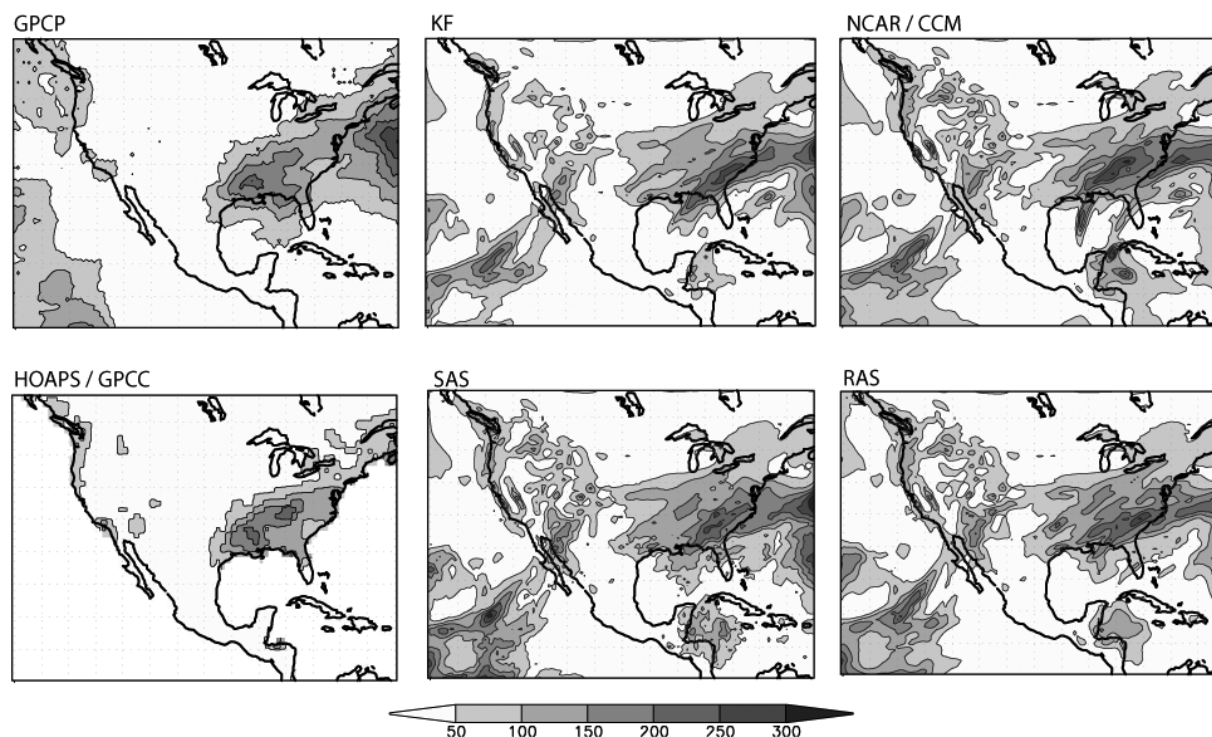 GPCP
KF
NCAR / CCM
HOAPS / GPCC
SAS
RAS
50 100 150 200 250 300